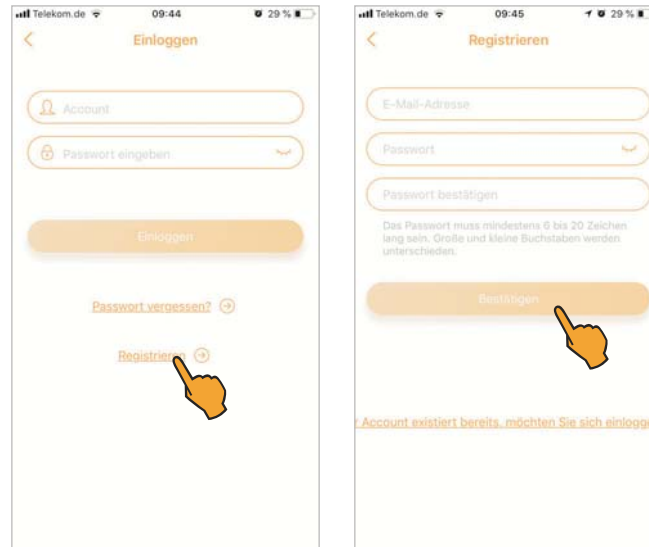 Telekom.de 09:44 29 %
Einloggen
Account
Passwort eingeben
Einloggen
Passwort vergessen?
Registrieren
Telekom.de 09:45 29 %
Registrieren
E-Mail-Adresse
Passwort
Passwort bestätigen
Das Passwort muss mindestens 6 bis 20 Zeichen
lang sein. Große und kleine Buchstaben werden
unterschieden.
Bestätigen
r Account existiert bereits, möchten Sie sich einlogge